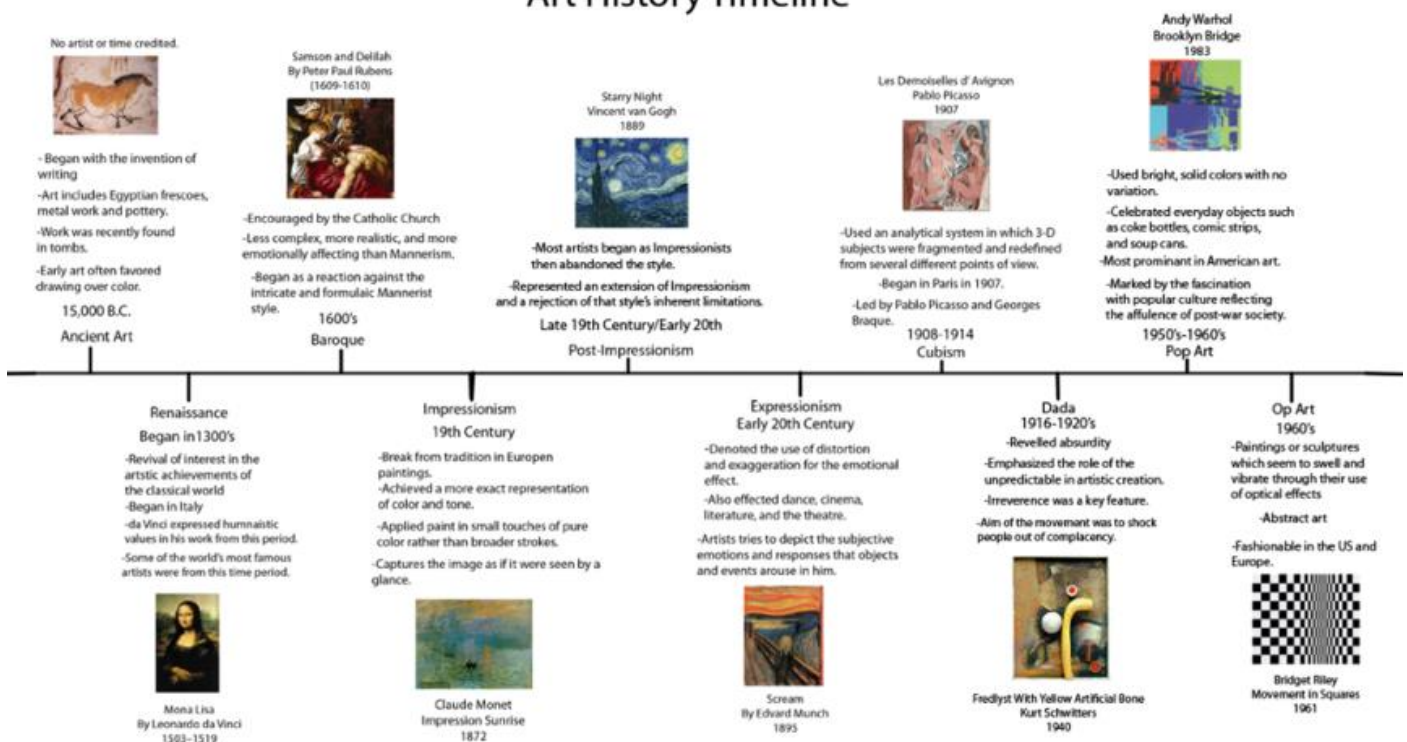 Art History Timeline
No artist or time credited.
- Began with the invention of
writing
-Art includes Egyptian frescoes,
metal work and pottery.
-Work was recently found
in tombs.
-Early art often favored
drawing over color.
15,000 B.C.
Ancient Art
Samson and Delilah
By Peter Paul Rubens
(1609-1610)
-Encouraged by the Catholic Church
-Less complex, more realistic, and more
emotionally affecting than Mannerism.
-Began as a reaction against the
intricate and formulaic Mannerist
style.
1600's
Baroque
Starry Night
Vincent van Gogh
1889
-Most artists began as Impressionists
then abandoned the style.
-Represented an extension of Impressionism
and a rejection of that style's inherent limitations.
Late 19th Century/Early 20th
Post-Impressionism
Les Demoiselles d' Avignon
Pablo Picasso
1907
-Used an analytical system in which 3-D
subjects were fragmented and redefined
from several different points of view.
-Began in Paris in 1907.
-Led by Pablo Picasso and Georges
Braque.
1908-1914
Cubism
Andy Warhol
Brooklyn Bridge
1983
-Used bright, solid colors with no
variation.
-Celebrated everyday objects such
as coke bottles, comic strips,
and soup cans.
-Most prominent in American art.
-Marked by the fascination
with popular culture reflecting
the affulence of post-war society.
1950's-1960's
Pop Art
Renaissance
Began in1300's
-Revival of interest in the
artstic achievements of
the classical world
-Began in Italy
-da Vinci expressed humnaistic
values in his work from this period.
-Some of the world's most famous
artists were from this time period.
Mona Lisa
By Leonardo da Vinci
1503-1519
Impressionism
19th Century
-Break from tradition in Europen
paintings.
-Achieved a more exact representation
of color and tone.
-Applied paint in small touches of pure
color rather than broader strokes.
-Captures the image as if it were seen by a
glance.
Claude Monet
Impression Sunrise
1872
Expressionism
Early 20th Century
-Denoted the use of distortion
and exaggeration for the emotional
effect.
-Also effected dance, cinema,
literature, and the theatre.
-Artists tries to depict the subjective
emotions and responses that objects
and events arouse in him.
Scream
By Edvard Munch
1895
Dada
1916-1920's
-Revelled absurdity
-Emphasized the role of the
unpredictable in artistic creation.
-Irreverence was a key feature.
-Aim of the movement was to shock
people out of complacency.
Fredlyst With Yellow Artificial Bone
Kurt Schwitters
1940
Op Art
1960's
-Paintings or sculptures
which seem to swell and
vibrate through their use
of optical effects
-Abstract art
-Fashionable in the US and
Europe.
Bridget Riley
Movement in Squares
1961